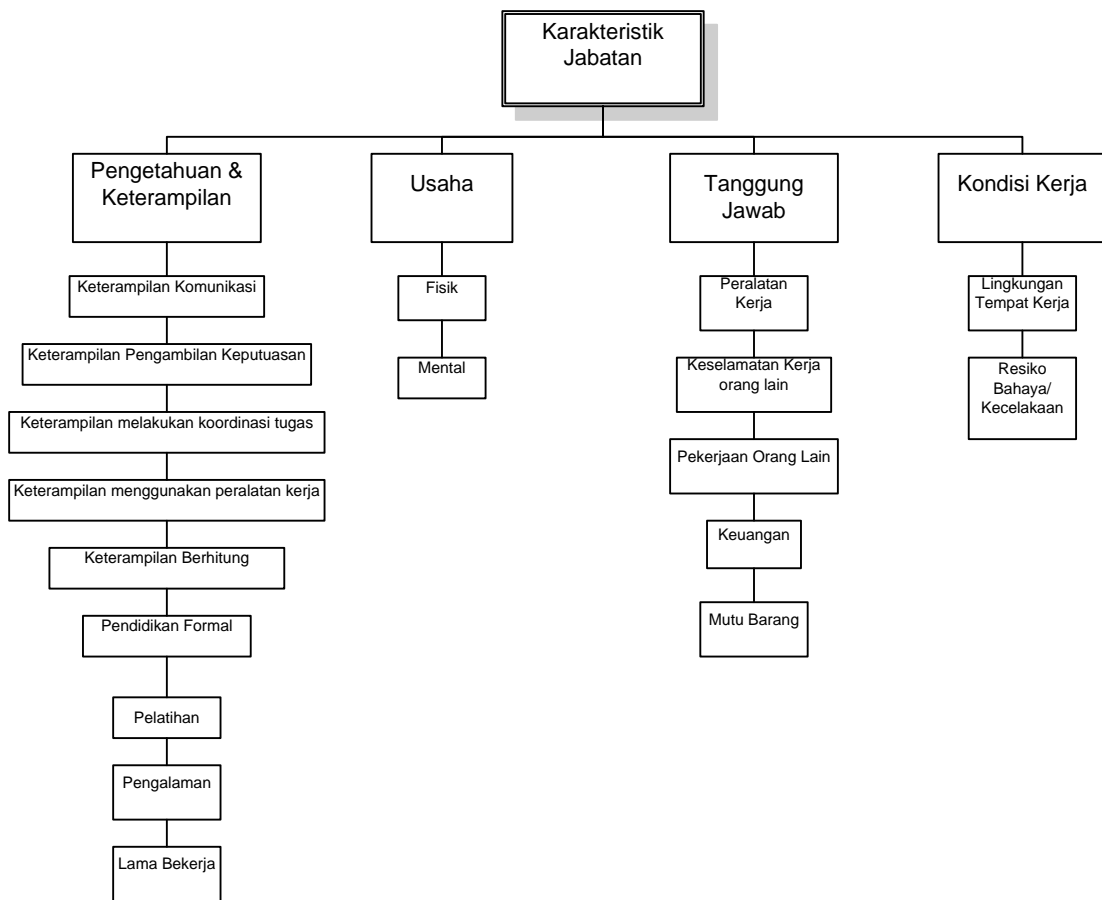 Karakteristik
Jabatan
Pengetahuan &
Keterampilan
Usaha
Tanggung
Jawab
Kondisi Kerja
Keterampilan Komunikasi
Keterampilan Pengambilan Keputuasan
Keterampilan melakukan koordinasi tugas
Keterampilan menggunakan peralatan kerja
Keterampilan Berhitung
Pendidikan Formal
Pelatihan
Pengalaman
Lama Bekerja
Fisik
Mental
Peralatan
Kerja
Keselamatan Kerja
orang lain
Pekerjaan Orang Lain
Keuangan
Mutu Barang
Lingkungan
Tempat Kerja
Resiko
Bahaya/
Kecelakaan